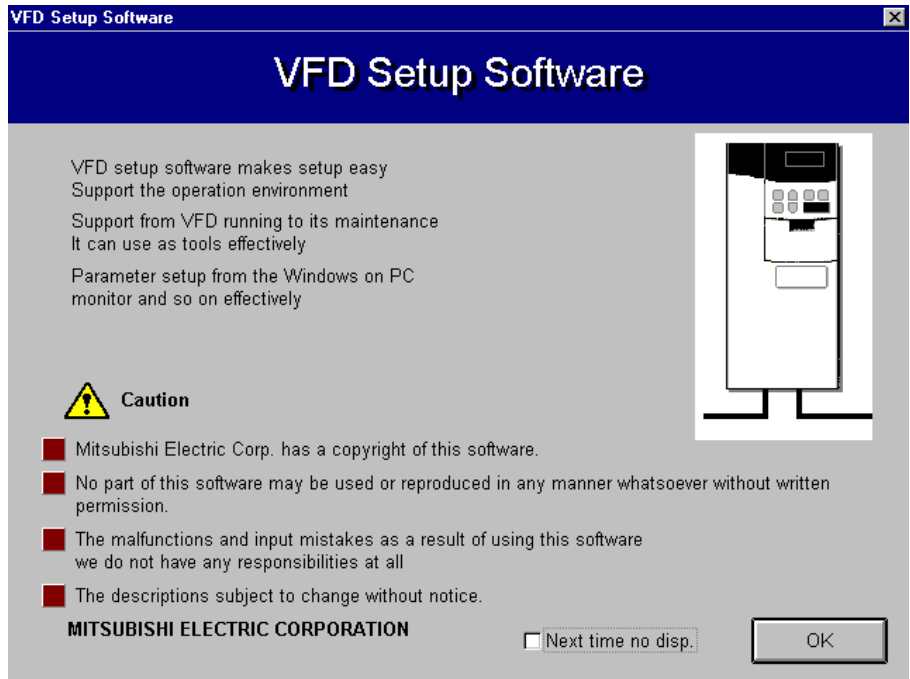 VFD Setup Software
VFD Setup Software
VFD setup software makes setup easy
Support the operation environment
Support from VFD running to its maintenance
It can use as tools effectively
Parameter setup from the Windows on PC
monitor and so on effectively
Caution
Mitsubishi Electric Corp. has a copyright of this software.
No part of this software may be used or reproduced in any manner whatsoever without written
permission.
The malfunctions and input mistakes as a result of using this software
we do not have any responsibilities at all
The descriptions subject to change without notice.
MITSUBISHI ELECTRIC CORPORATION
Next time no disp.
OK